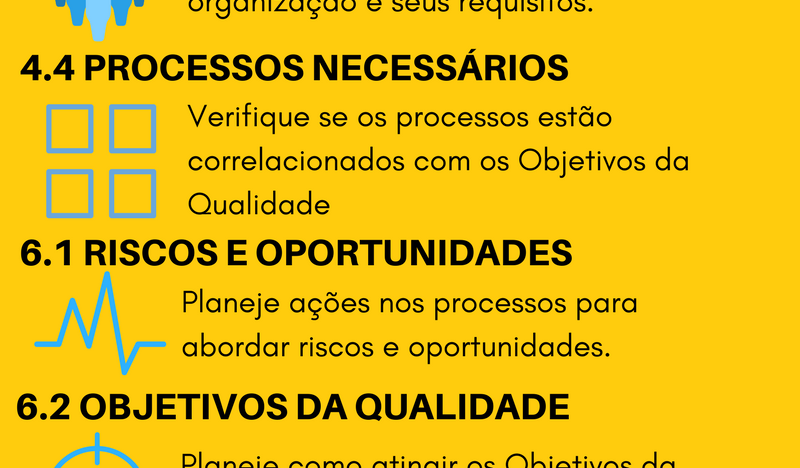 organização e seus requisitos.
4.4 PROCESSOS NECESSÁRIOS
Verifique se os processos estão
correlacionados com os Objetivos da
Qualidade
6.1 RISCOS E OPORTUNIDADES
Planeje ações nos processos para
abordar riscos e oportunidades.
6.2 OBJETIVOS DA QUALIDADE
Planeje como atingir os Objetivos da